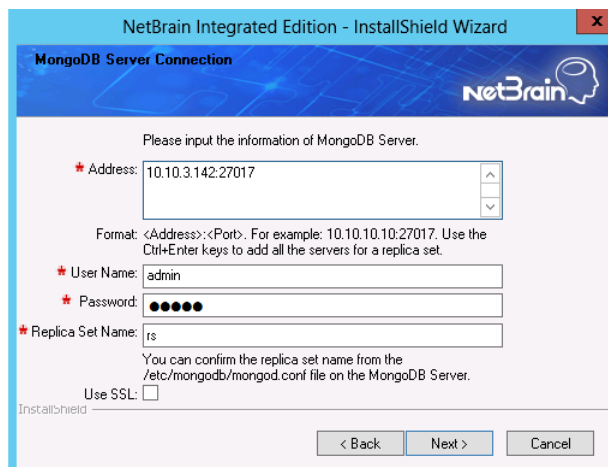 NetBrain Integrated Edition - InstallShield Wizard
x
MongoDB Server Connection
NetBrain
Please input the information of MongoDB Server.
* Address: 10.10.3.142:27017
Format: <Address>:<Port>. For example: 10.10.10.10:27017. Use the
Ctrl+Enter keys to add all the servers for a replica set.
* User Name: admin
* Password: ●●●●●
* Replica Set Name: rs
You can confirm the replica set name from the
/etc/mongodb/mongod.conf file on the MongoDB Server.
Use SSL:
InstallShield
< Back Next > Cancel